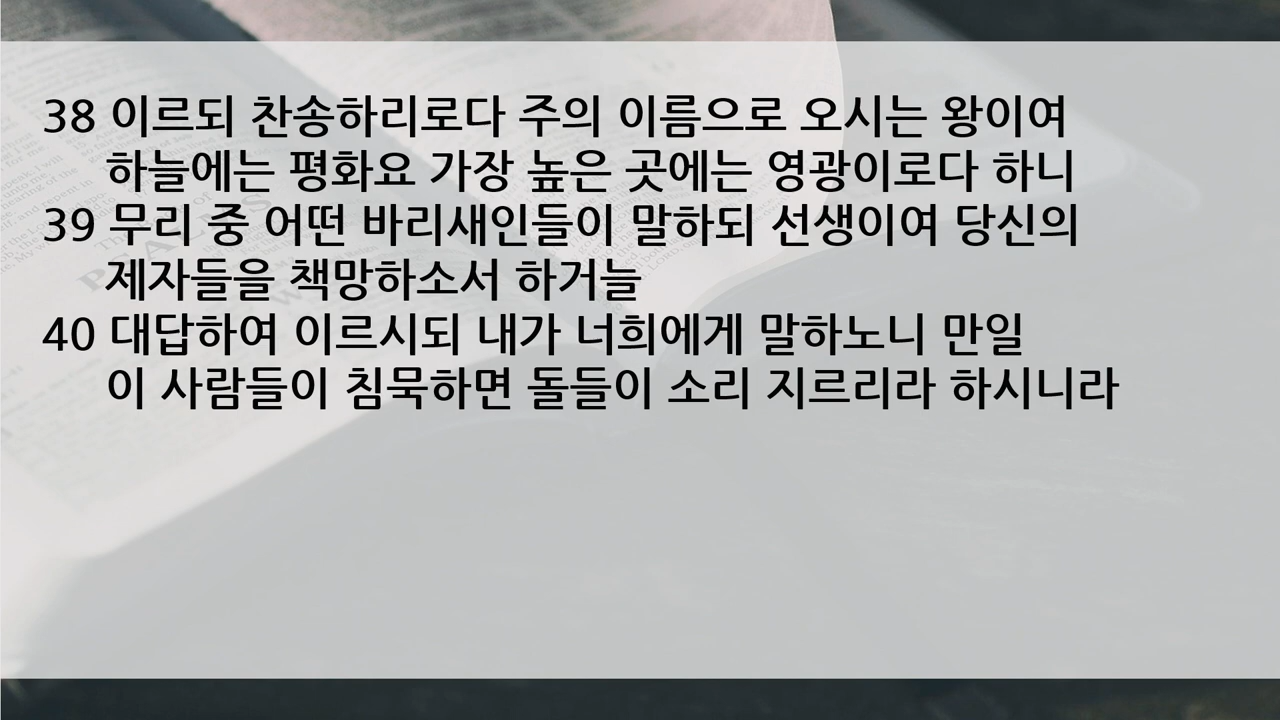 38 이르되 찬송하리로다 주의 이름으로 오시는 왕이여
하늘에는 평화요 가장 높은 곳에는 영광이로다 하니
39 무리 중 어떤 바리새인들이 말하되 선생이여 당신의
제자들을 책망하소서 하거늘
40 대답하여 이르시되 내가 너희에게 말하노니 만일
이 사람들이 침묵하면 돌들이 소리 지르리라 하시니라